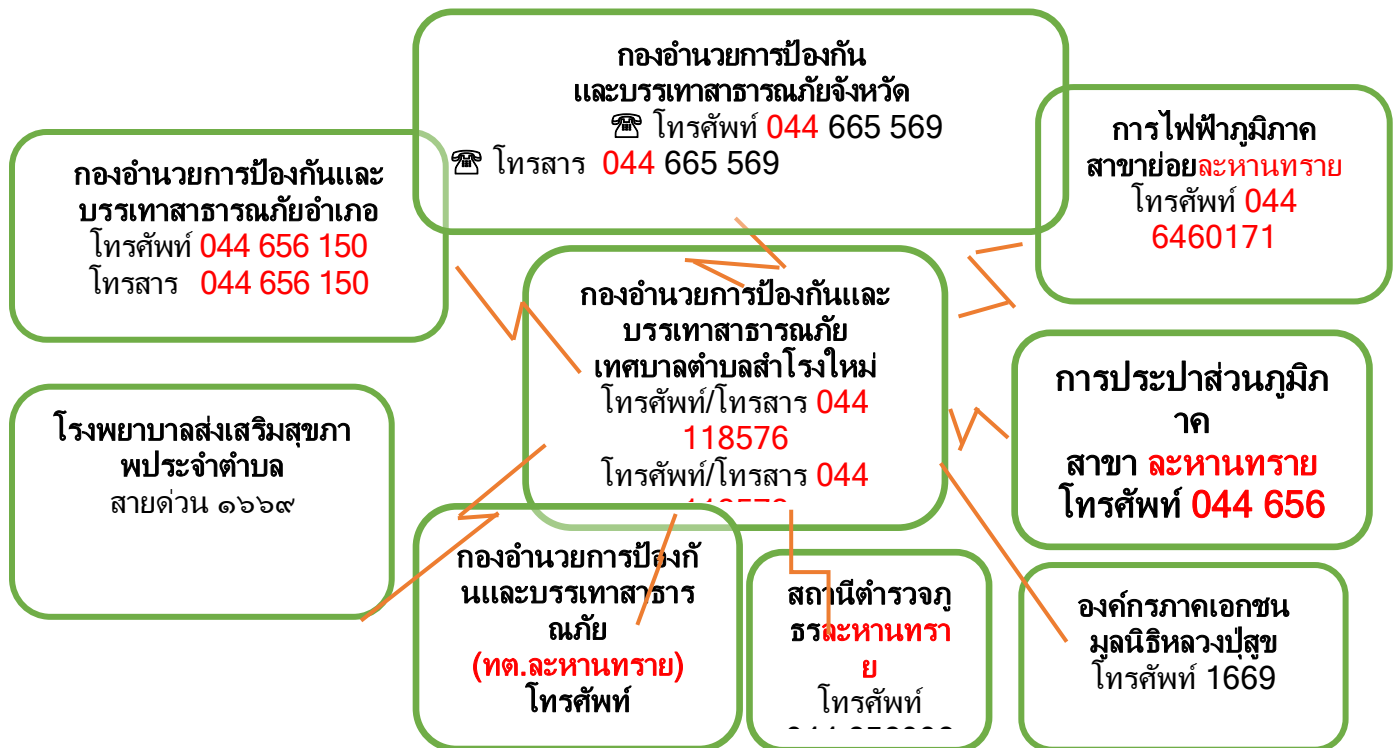 กองอำนวยการป้องกัน
และบรรเทาสาธารณภัยจังหวัด
☎ โทรศัพท์ 044 665 569
☎ โทรสาร 044 665 569
กองอำนวยการป้องกันและ
บรรเทาสาธารณภัยอำเภอ
โทรศัพท์ 044 656 150
โทรสาร 044 656 150
การไฟฟ้าภูมิภาค
สาขาย่อยละหานทราย
โทรศัพท์ 044
6460171
กองอำนวยการป้องกันและ
บรรเทาสาธารณภัย
เทศบาลตำบลสำโรงใหม่
โทรศัพท์/โทรสาร 044
118576
โทรศัพท์/โทรสาร 044
การประปาส่วนภูมิภ
าค
สาขา ละหานทราย
โทรศัพท์ 044 656
โรงพยาบาลส่งเสริมสุขภา
พประจำตำบล
สายด่วน ๑๖๖๙
กองอำนวยการป้องกั
นและบรรเทาสาธาร
ณภัย
(ทต.ละหานทราย)
โทรศัพท์
สถานีตำรวจภู
ธรละหานทรา
ย
โทรศัพท์
องค์กรภาคเอกชน
มูลนิธิหลวงปู่สุข
โทรศัพท์ 1669